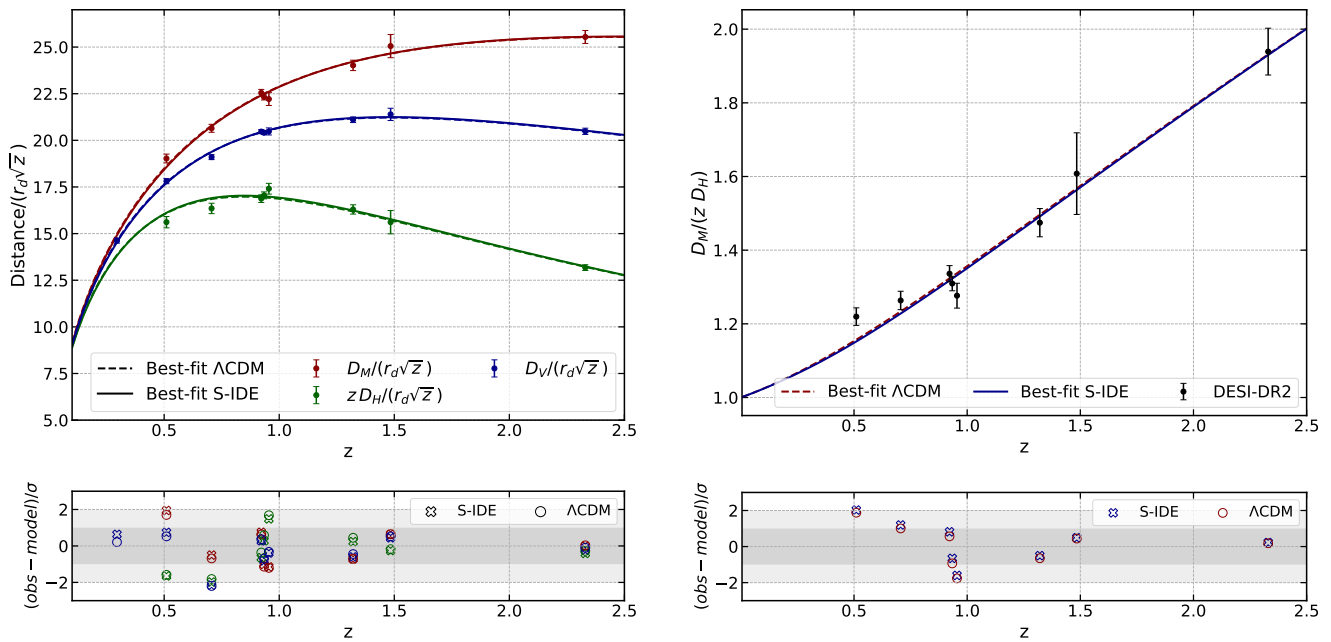 Distance/(r_d√z)
25.0
22.5
20.0
17.5
15.0
12.5
10.0
7.5
5.0
Best-fit ΛCDM
Best-fit S-IDE
D_M/(r_d√z)
z D_H/(r_d√z)
D_V/(r_d√z)
0.5 1.0 1.5 2.0 2.5
z
D_M/(z D_H)
2.0
1.8
1.6
1.4
1.2
1.0
Best-fit ΛCDM
Best-fit S-IDE
DESI-DR2
0.5 1.0 1.5 2.0 2.5
z
(obs − model)/σ
2
0
−2
S-IDE
ΛCDM
0.5 1.0 1.5 2.0 2.5
z
(obs − model)/σ
2
0
−2
S-IDE
ΛCDM
0.5 1.0 1.5 2.0 2.5
z